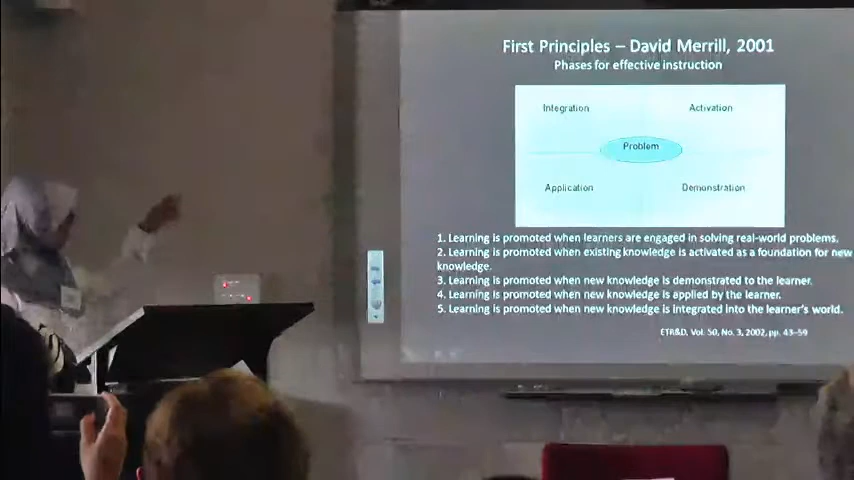 First Principles – David Merrill, 2001
Phases for effective instruction
Integration Activation
Problem
Application Demonstration
1. Learning is promoted when learners are engaged in solving real-world problems.
2. Learning is promoted when existing knowledge is activated as a foundation for new
knowledge.
3. Learning is promoted when new knowledge is demonstrated to the learner.
4. Learning is promoted when new knowledge is applied by the learner.
5. Learning is promoted when new knowledge is integrated into the learner's world.
ETR&D, Vol. 50, No. 3, 2002, pp. 43–59